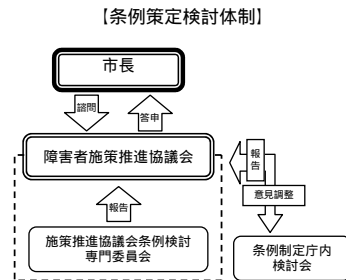 【条例策定検討体制】
市長
諮問
答申
障害者施策推進協議会
報
告
意見調整
報告
施策推進協議会条例検討
専門委員会
条例制定庁内
検討会